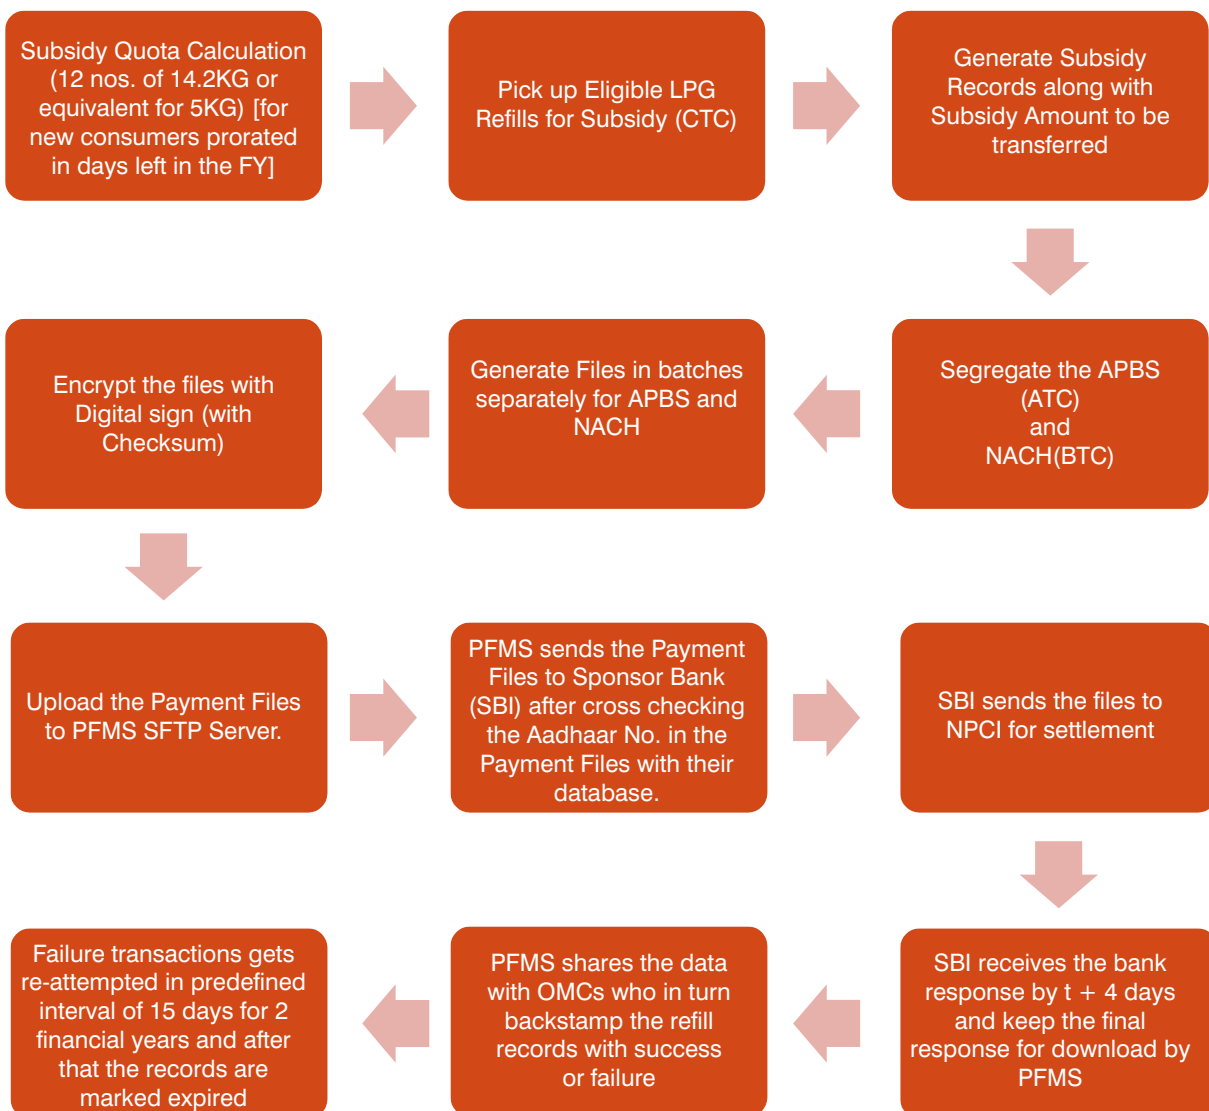 Subsidy Quota Calculation
(12 nos. of 14.2KG or
equivalent for 5KG) [for
new consumers prorated
in days left in the FY]
Pick up Eligible LPG
Refills for Subsidy (CTC)
Generate Subsidy
Records along with
Subsidy Amount to be
transferred
Segregate the APBS
(ATC)
and
NACH(BTC)
Generate Files in batches
separately for APBS and
NACH
Encrypt the files with
Digital sign (with
Checksum)
Upload the Payment Files
to PFMS SFTP Server.
PFMS sends the Payment
Files to Sponsor Bank
(SBI) after cross checking
the Aadhaar No. in the
Payment Files with their
database.
SBI sends the files to
NPCI for settlement
SBI receives the bank
response by t + 4 days
and keep the final
response for download by
PFMS
PFMS shares the data
with OMCs who in turn
backstamp the refill
records with success
or failure
Failure transactions gets
re-attempted in predefined
interval of 15 days for 2
financial years and after
that the records are
marked expired